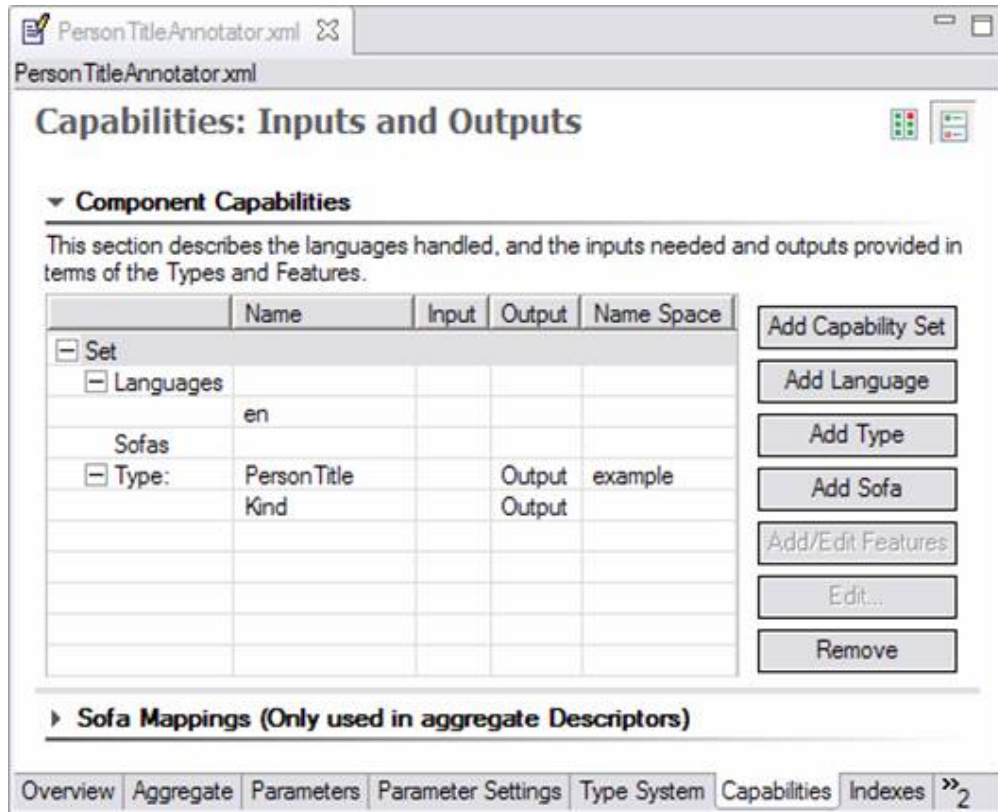 PersonTitleAnnotator.xml
PersonTitleAnnotator.xml
Capabilities: Inputs and Outputs
Component Capabilities
This section describes the languages handled, and the inputs needed and outputs provided in
terms of the Types and Features.
Name Input Output Name Space
Set
Languages
en
Sofas
Type: PersonTitle Output example
Kind Output
Add Capability Set
Add Language
Add Type
Add Sofa
Add/Edit Features
Edit...
Remove
Sofa Mappings (Only used in aggregate Descriptors)
Overview Aggregate Parameters Parameter Settings Type System Capabilities Indexes »2